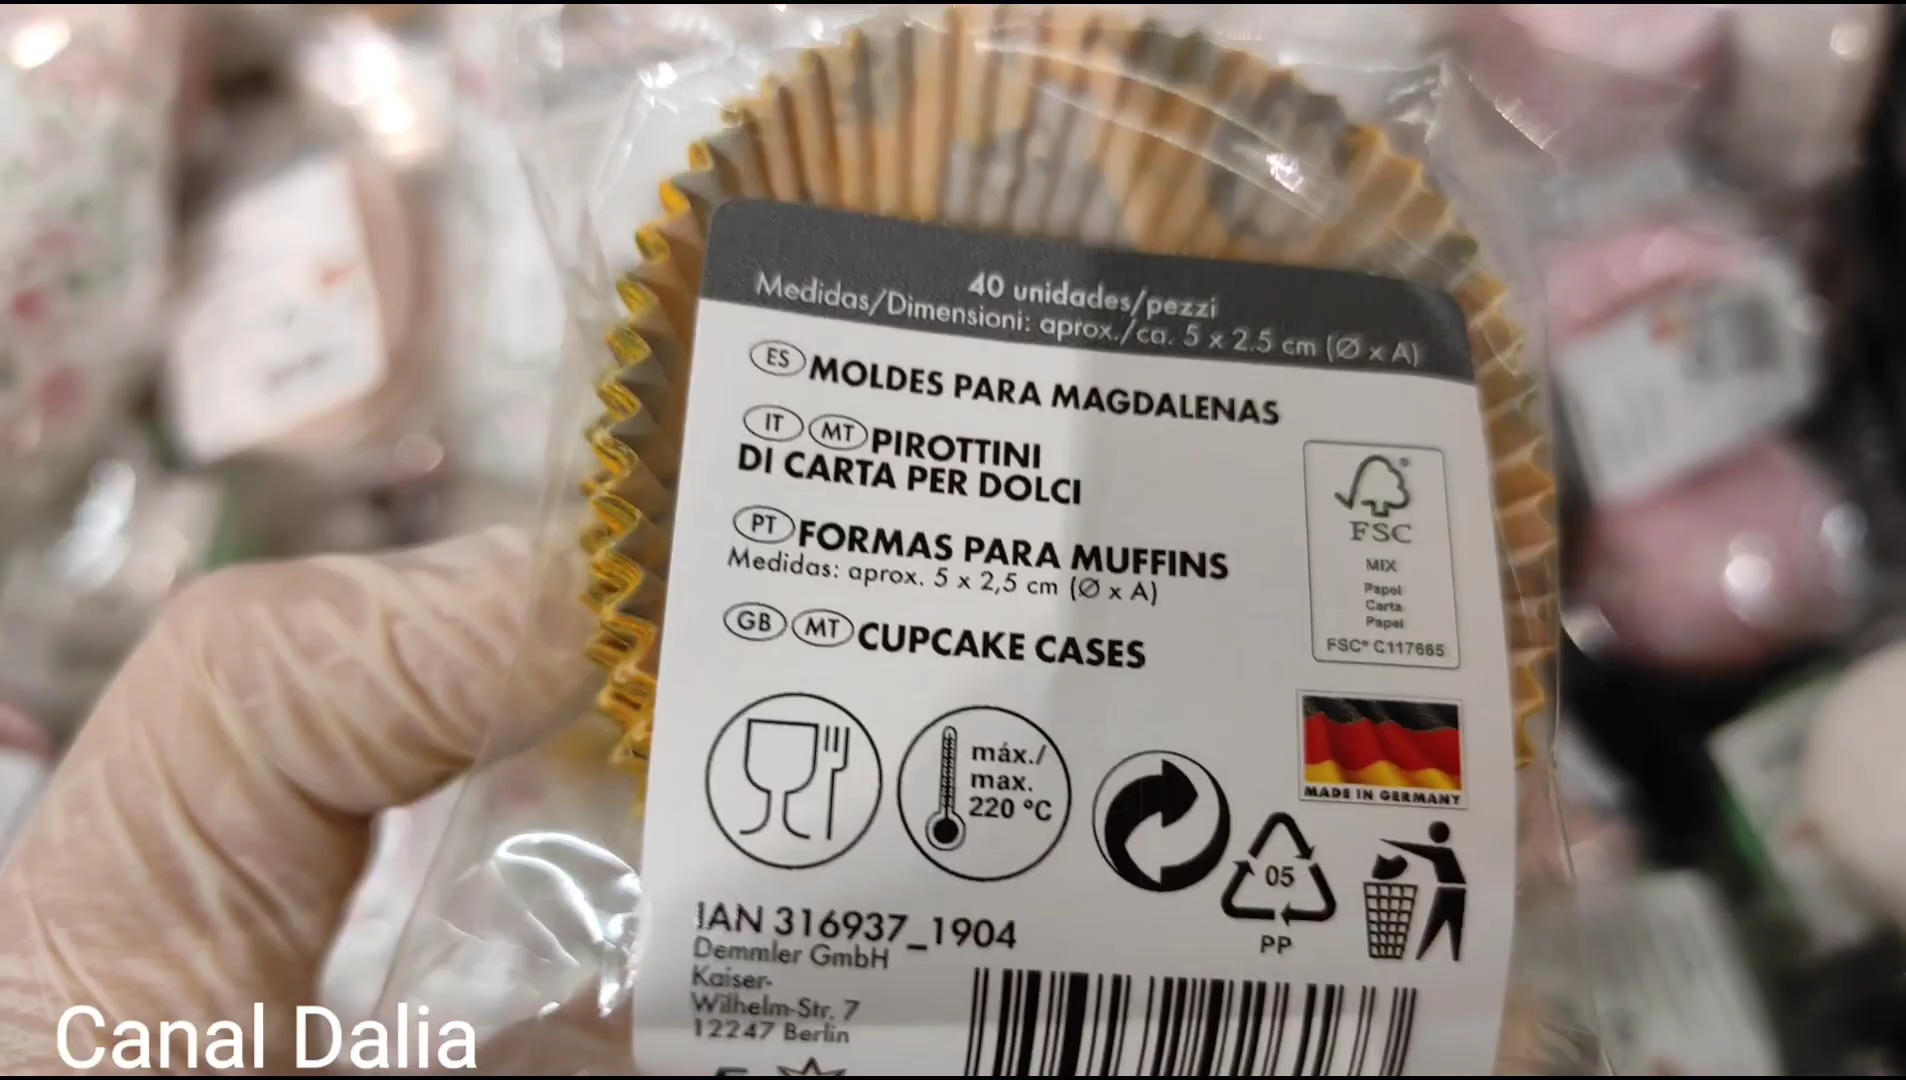 40 unidades/pezzi
Medidas/Dimensioni: aprox./ca. 5 x 2.5 cm (Ø x A)
ES MOLDES PARA MAGDALENAS
IT MT PIROTTINI
DI CARTA PER DOLCI
PT FORMAS PARA MUFFINS
Medidas: aprox. 5 x 2,5 cm (Ø x A)
GB MT CUPCAKE CASES
FSC
MIX
Papel
Carta
Papel
FSC® C117665
MADE IN GERMANY
máx./
max.
220 °C
05
PP
IAN 316937_1904
Demmler GmbH
Kaiser-
Wilhelm-Str. 7
12247 Berlin
Canal Dalia